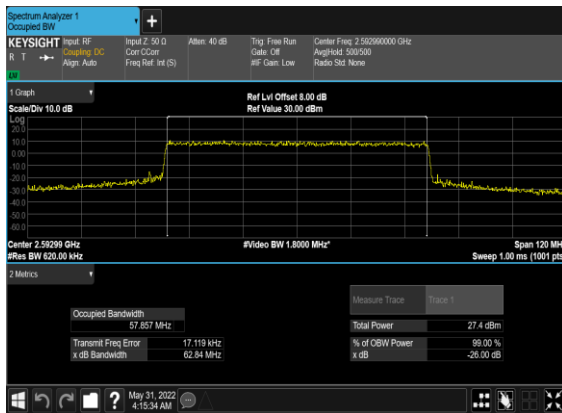 Spectrum Analyzer 1
Occupied BW
KEYSIGHT Input: RF Input Z: 50 Ω Atten: 40 dB Trig: Free Run Center Freq: 2.592990000 GHz
R T Coupling: DC Corr CCorr Gate: Off Avg|Hold: 500/500
Align: Auto Freq Ref: Int (S) #IF Gain: Low Radio Std: None
1 Graph
Ref Lvl Offset 8.00 dB
Scale/Div 10.0 dB Ref Value 30.00 dBm
Log
20.0
10.0
0.00
-10.0
-20.0
-30.0
-40.0
-50.0
-60.0
Center 2.59299 GHz #Video BW 1.8000 MHz* Span 120 MH
#Res BW 620.00 kHz Sweep 1.00 ms (1001 pts
2 Metrics
Measure Trace Trace 1
Occupied Bandwidth
57.857 MHz Total Power 27.4 dBm
Transmit Freq Error 17.119 kHz % of OBW Power 99.00 %
x dB Bandwidth 62.84 MHz x dB -26.00 dB
May 31, 2022
4:15:34 AM